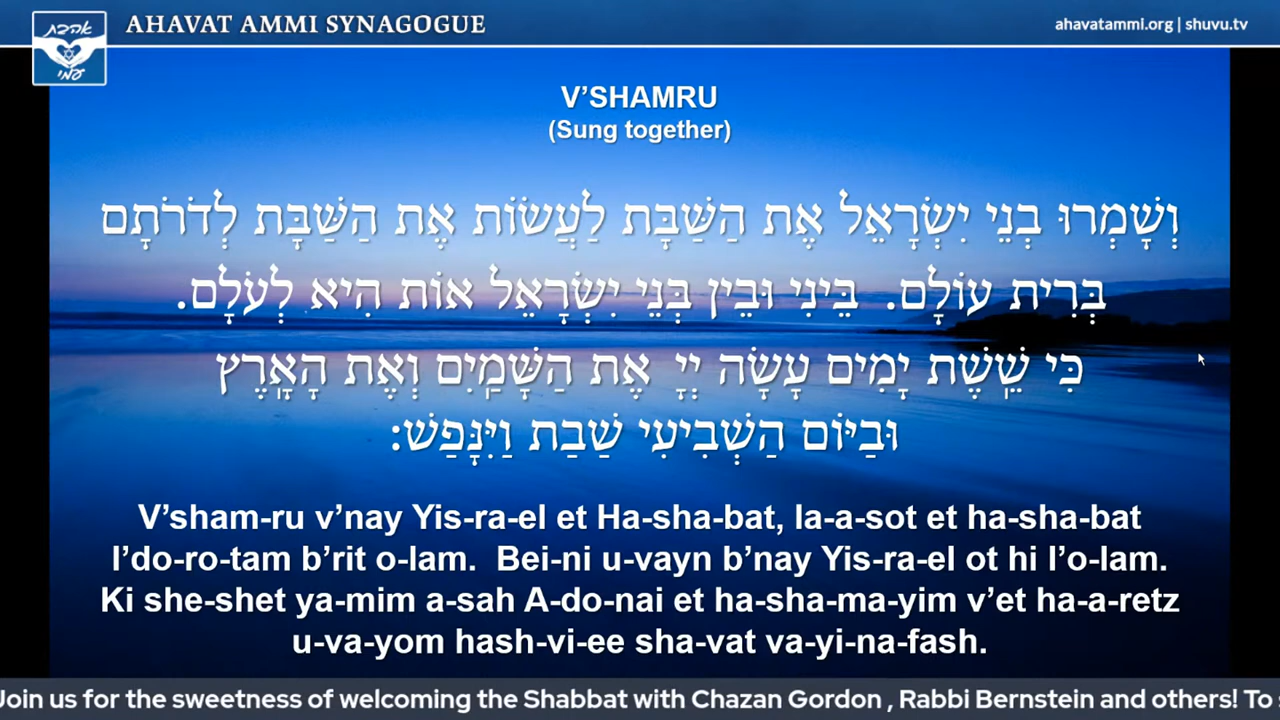 אהבת
עמי
AHAVAT AMMI SYNAGOGUE
ahavatammi.org | shuvu.tv
V’SHAMRU
(Sung together)
וְשָׁמְרוּ בְנֵי יִשְׂרָאֵל אֶת הַשַּׁבָּת לַעֲשׂוֹת אֶת הַשַּׁבָּת לְדֹרֹתָם
בְּרִית עוֹלָם. בֵּינִי וּבֵין בְּנֵי יִשְׂרָאֵל אוֹת הִיא לְעֹלָם.
כִּי שֵׁשֶׁת יָמִים עָשָׂה יְיָ אֶת הַשָּׁמַיִם וְאֶת הָאָרֶץ
וּבַיּוֹם הַשְּׁבִיעִי שָׁבַת וַיִּנָּפַשׁ:
V’sham-ru v’nay Yis-ra-el et Ha-sha-bat, la-a-sot et ha-sha-bat
l’do-ro-tam b’rit o-lam.  Bei-ni u-vayn b’nay Yis-ra-el ot hi l’o-lam.
Ki she-shet ya-mim a-sah A-do-nai et ha-sha-ma-yim v’et ha-a-retz
u-va-yom hash-vi-ee sha-vat va-yi-na-fash.
Join us for the sweetness of welcoming the Shabbat with Chazan Gordon , Rabbi Bernstein and others! To